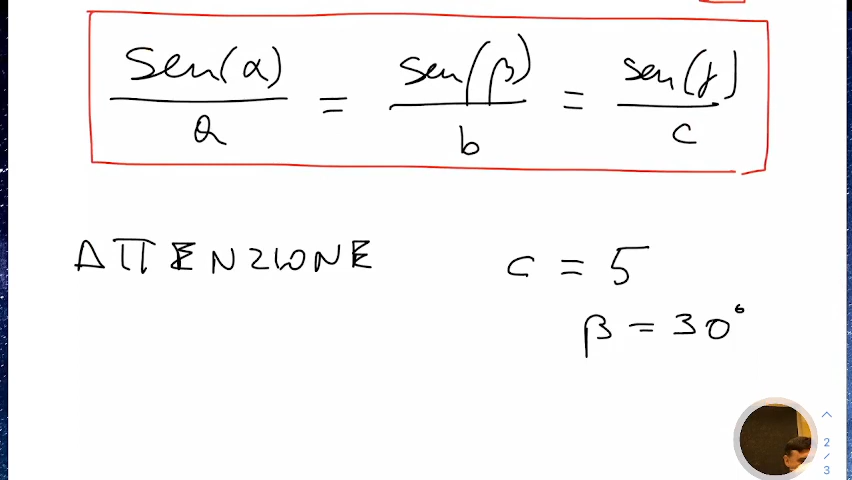 sen(α)/a = sen(β)/b = sen(γ)/c
ATTENZIONE
c = 5
β = 30°
2
/
3